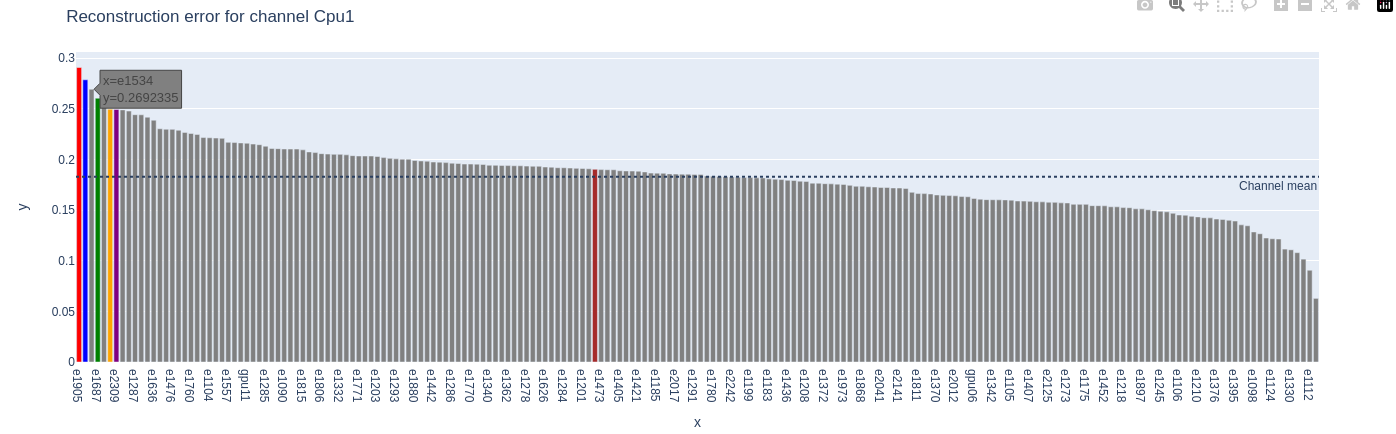 Reconstruction error for channel Cpu1
0.3
0.25
0.2
0.15
0.1
0.05
0
y
x=e1534
y=0.2692335
Channel mean
e1905
e1687
e2309
e1287
e1636
e1476
e1760
e1104
e1557
gpu11
e1285
e1090
e1815
e1806
e1332
e1771
e1203
e1293
e1880
e1442
e1286
e1770
e1340
e1362
e1626
e1284
e1201
e1473
e1405
e1421
e1185
e2017
e1291
e1780
e2242
e1199
e1183
e1436
e1208
e1372
e1973
e1868
e2041
e2141
e1811
e1370
e2012
gpu06
e1342
e1105
e1407
e2125
e1273
e1175
e1452
e1218
e1897
e1245
e1106
e1210
e1376
e1395
e1098
e1124
e1330
e1112
x